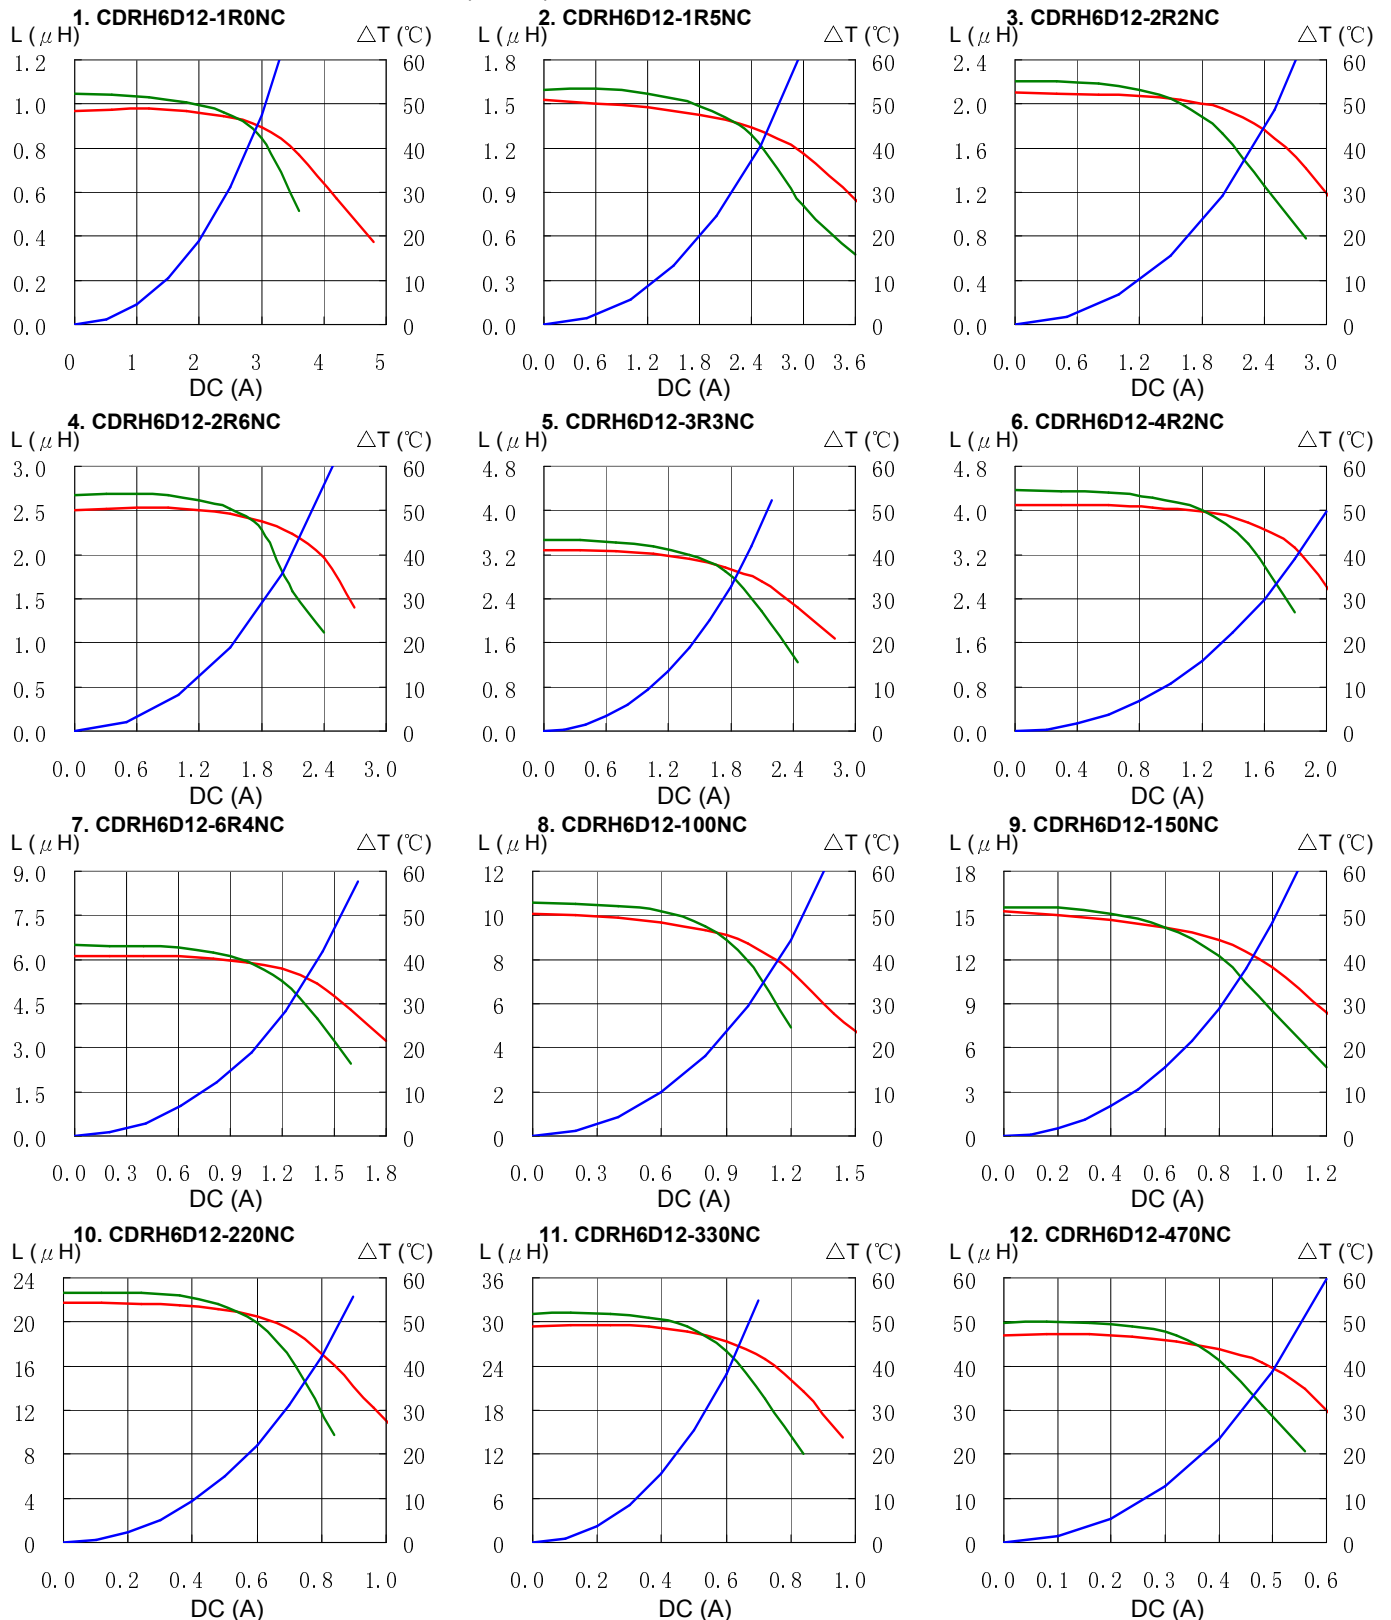 1. CDRH6D12-1R0NC
L (μH) △T (℃)
1.2 60
1.0 50
0.8 40
0.6 30
0.4 20
0.2 10
0.0 0
0 1 2 3 4 5
DC (A)
2. CDRH6D12-1R5NC
L (μH) △T (℃)
1.8 60
1.5 50
1.2 40
0.9 30
0.6 20
0.3 10
0.0 0
0.0 0.6 1.2 1.8 2.4 3.0 3.6
DC (A)
3. CDRH6D12-2R2NC
L (μH) △T (℃)
2.4 60
2.0 50
1.6 40
1.2 30
0.8 20
0.4 10
0.0 0
0.0 0.6 1.2 1.8 2.4 3.0
DC (A)
4. CDRH6D12-2R6NC
L (μH) △T (℃)
3.0 60
2.5 50
2.0 40
1.5 30
1.0 20
0.5 10
0.0 0
0.0 0.6 1.2 1.8 2.4 3.0
DC (A)
5. CDRH6D12-3R3NC
L (μH) △T (℃)
4.8 60
4.0 50
3.2 40
2.4 30
1.6 20
0.8 10
0.0 0
0.0 0.6 1.2 1.8 2.4 3.0
DC (A)
6. CDRH6D12-4R2NC
L (μH) △T (℃)
4.8 60
4.0 50
3.2 40
2.4 30
1.6 20
0.8 10
0.0 0
0.0 0.4 0.8 1.2 1.6 2.0
DC (A)
7. CDRH6D12-6R4NC
L (μH) △T (℃)
9.0 60
7.5 50
6.0 40
4.5 30
3.0 20
1.5 10
0.0 0
0.0 0.3 0.6 0.9 1.2 1.5 1.8
DC (A)
8. CDRH6D12-100NC
L (μH) △T (℃)
12 60
10 50
8 40
6 30
4 20
2 10
0 0
0.0 0.3 0.6 0.9 1.2 1.5
DC (A)
9. CDRH6D12-150NC
L (μH) △T (℃)
18 60
15 50
12 40
9 30
6 20
3 10
0 0
0.0 0.2 0.4 0.6 0.8 1.0 1.2
DC (A)
10. CDRH6D12-220NC
L (μH) △T (℃)
24 60
20 50
16 40
12 30
8 20
4 10
0 0
0.0 0.2 0.4 0.6 0.8 1.0
DC (A)
11. CDRH6D12-330NC
L (μH) △T (℃)
36 60
30 50
24 40
18 30
12 20
6 10
0 0
0.0 0.2 0.4 0.6 0.8 1.0
DC (A)
12. CDRH6D12-470NC
L (μH) △T (℃)
60 60
50 50
40 40
30 30
20 20
10 10
0 0
0.0 0.1 0.2 0.3 0.4 0.5 0.6
DC (A)